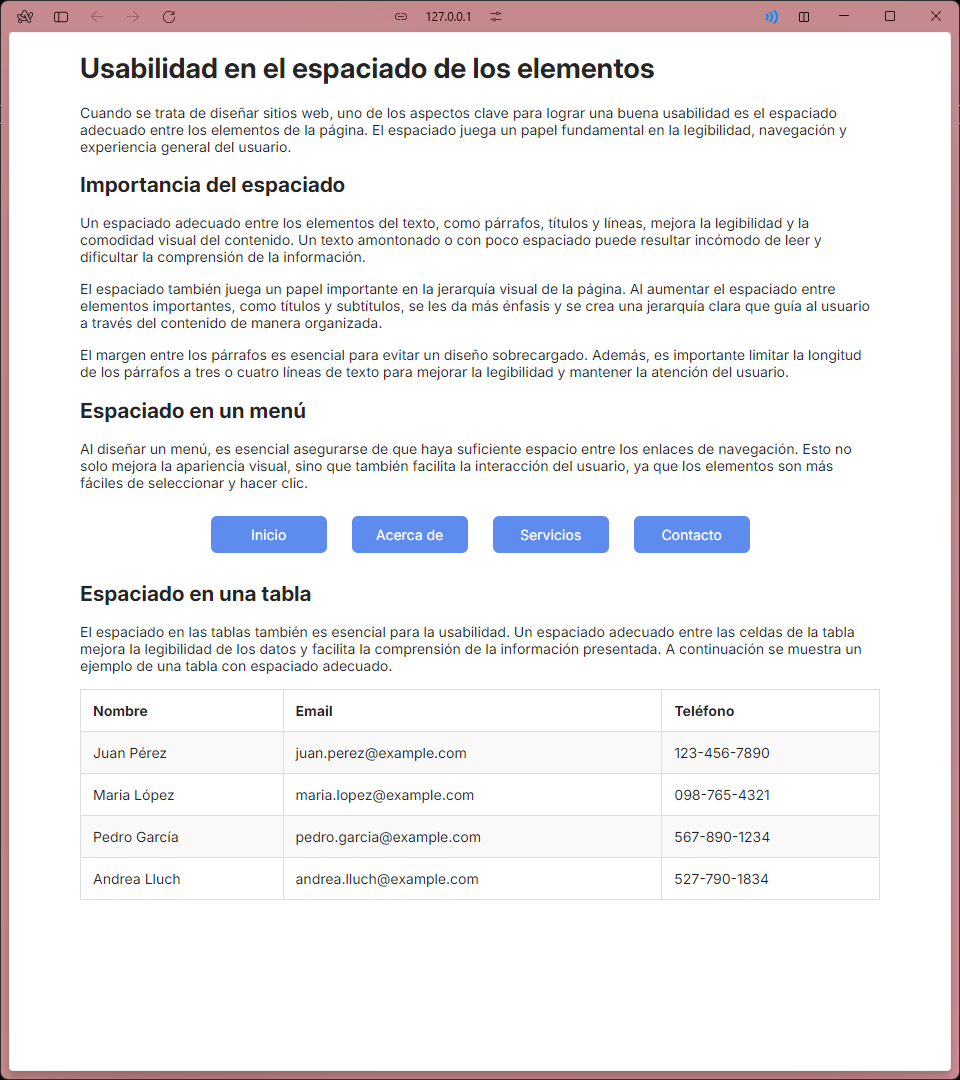 127.0.0.1
Usabilidad en el espaciado de los elementos
Cuando se trata de diseñar sitios web, uno de los aspectos clave para lograr una buena usabilidad es el espaciado
adecuado entre los elementos de la página. El espaciado juega un papel fundamental en la legibilidad, navegación y
experiencia general del usuario.
Importancia del espaciado
Un espaciado adecuado entre los elementos del texto, como párrafos, títulos y líneas, mejora la legibilidad y la
comodidad visual del contenido. Un texto amontonado o con poco espaciado puede resultar incómodo de leer y
dificultar la comprensión de la información.
El espaciado también juega un papel importante en la jerarquía visual de la página. Al aumentar el espaciado entre
elementos importantes, como títulos y subtítulos, se les da más énfasis y se crea una jerarquía clara que guía al usuario
a través del contenido de manera organizada.
El margen entre los párrafos es esencial para evitar un diseño sobrecargado. Además, es importante limitar la longitud
de los párrafos a tres o cuatro líneas de texto para mejorar la legibilidad y mantener la atención del usuario.
Espaciado en un menú
Al diseñar un menú, es esencial asegurarse de que haya suficiente espacio entre los enlaces de navegación. Esto no
solo mejora la apariencia visual, sino que también facilita la interacción del usuario, ya que los elementos son más
fáciles de seleccionar y hacer clic.
Inicio Acerca de Servicios Contacto
Espaciado en una tabla
El espaciado en las tablas también es esencial para la usabilidad. Un espaciado adecuado entre las celdas de la tabla
mejora la legibilidad de los datos y facilita la comprensión de la información presentada. A continuación se muestra un
ejemplo de una tabla con espaciado adecuado.
Nombre Email Teléfono
Juan Pérez juan.perez@example.com 123-456-7890
Maria López maria.lopez@example.com 098-765-4321
Pedro García pedro.garcia@example.com 567-890-1234
Andrea Lluch andrea.lluch@example.com 527-790-1834